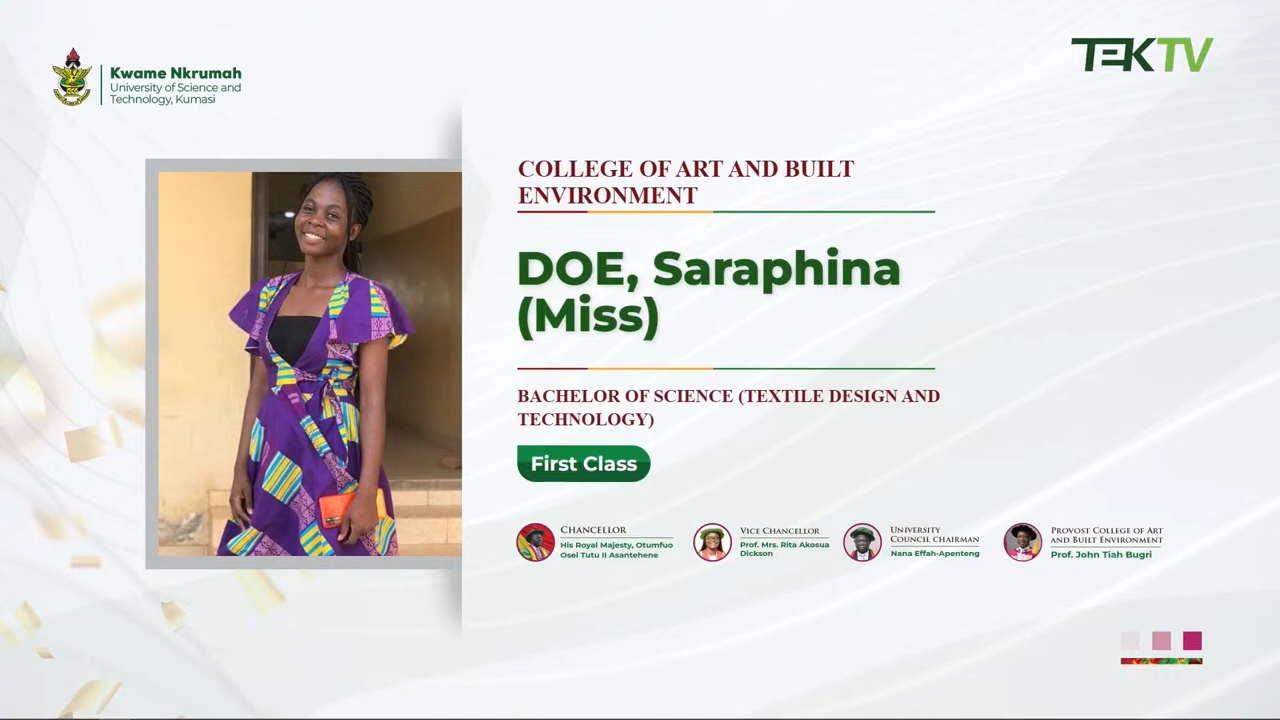 Kwame Nkrumah
University of Science and
Technology, Kumasi
TEKTV
COLLEGE OF ART AND BUILT
ENVIRONMENT
DOE, Saraphina
(Miss)
BACHELOR OF SCIENCE (TEXTILE DESIGN AND
TECHNOLOGY)
First Class
CHANCELLOR
His Royal Majesty, Otumfuo
Osei Tutu II Asantehene
VICE CHANCELLOR
Prof. Mrs. Rita Akosua
Dickson
UNIVERSITY
COUNCIL CHAIRMAN
Nana Effah-Apenteng
PROVOST COLLEGE OF ART
AND BUILT ENVIRONMENT
Prof. John Tiah Bugri